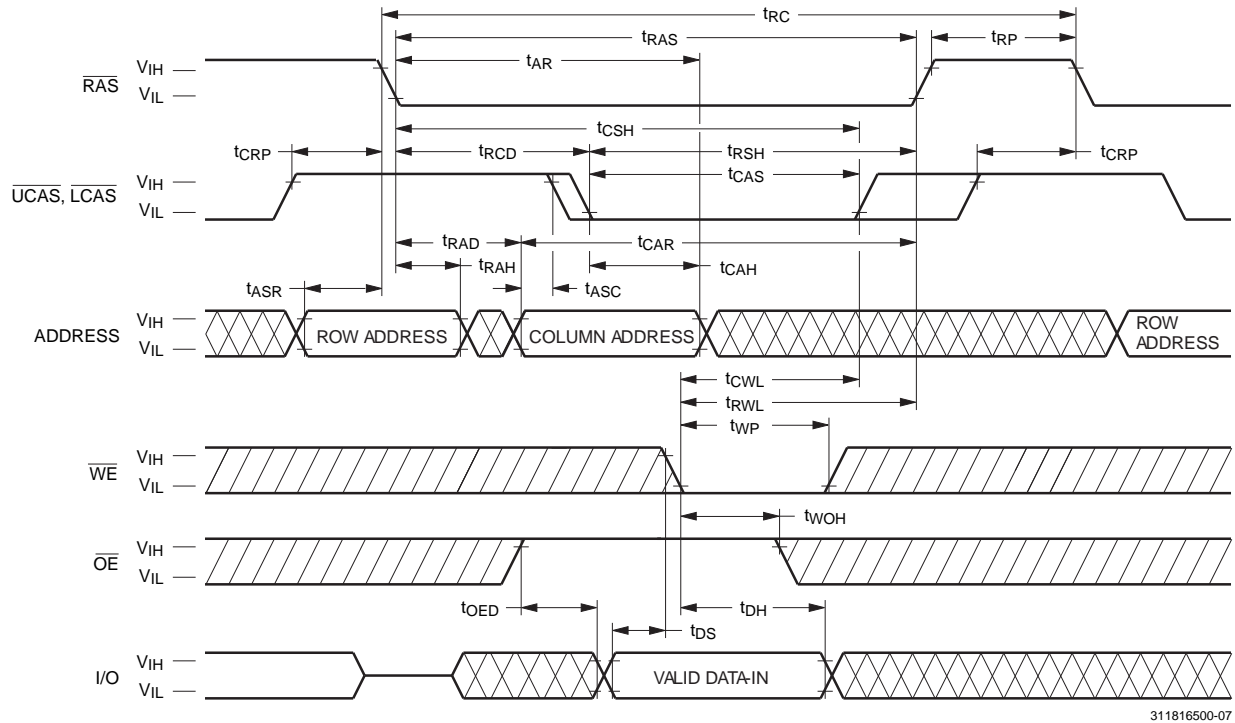 tRC
tRAS
tRP
tAR
RAS
VIH
VIL
tCSH
tCRP
tRCD
tRSH
tCRP
tCAS
UCAS, LCAS
VIH
VIL
tRAD
tCAR
tRAH
tCAH
tASR
tASC
ADDRESS
VIH
VIL
ROW ADDRESS
COLUMN ADDRESS
ROW
ADDRESS
tCWL
tRWL
tWP
WE
VIH
VIL
tWOH
OE
VIH
VIL
tOED
tDH
tDS
I/O
VIH
VIL
VALID DATA-IN
311816500-07